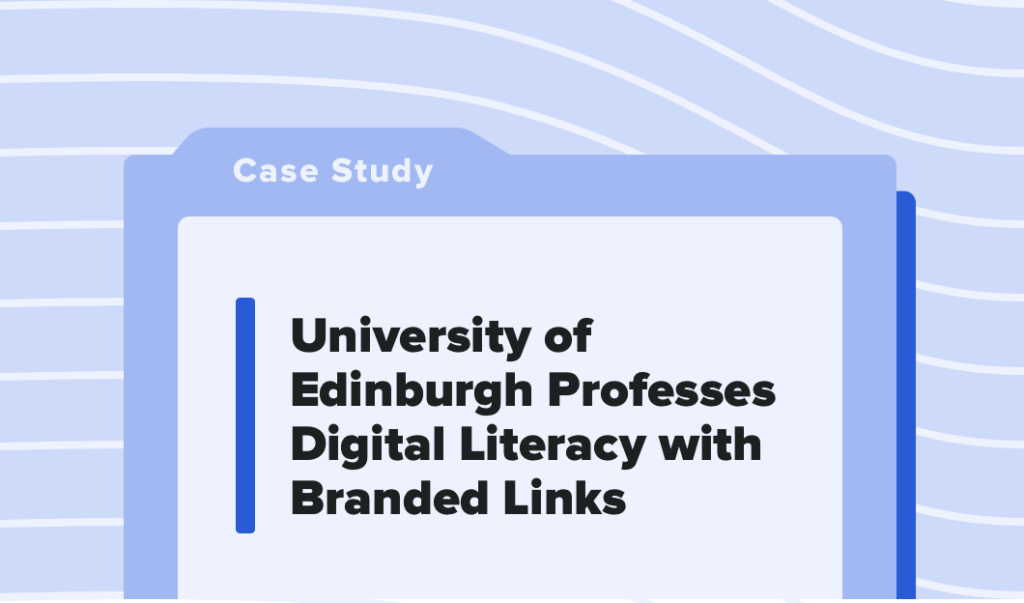 Case Study
University of
Edinburgh Professes
Digital Literacy with
Branded Links